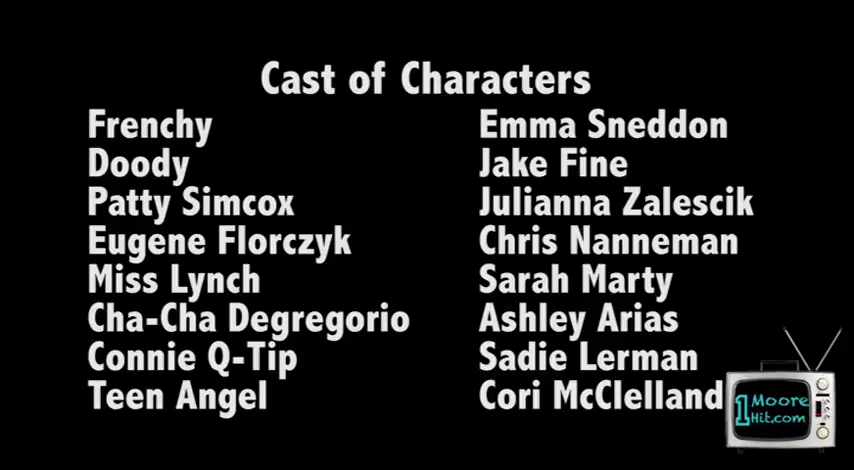 Cast of Characters
Frenchy Emma Sneddon
Doody Jake Fine
Patty Simcox Julianna Zalescik
Eugene Florczyk Chris Nanneman
Miss Lynch Sarah Marty
Cha-Cha Degregorio Ashley Arias
Connie Q-Tip Sadie Lerman
Teen Angel Cori McClelland
1 Moore
Hit.com